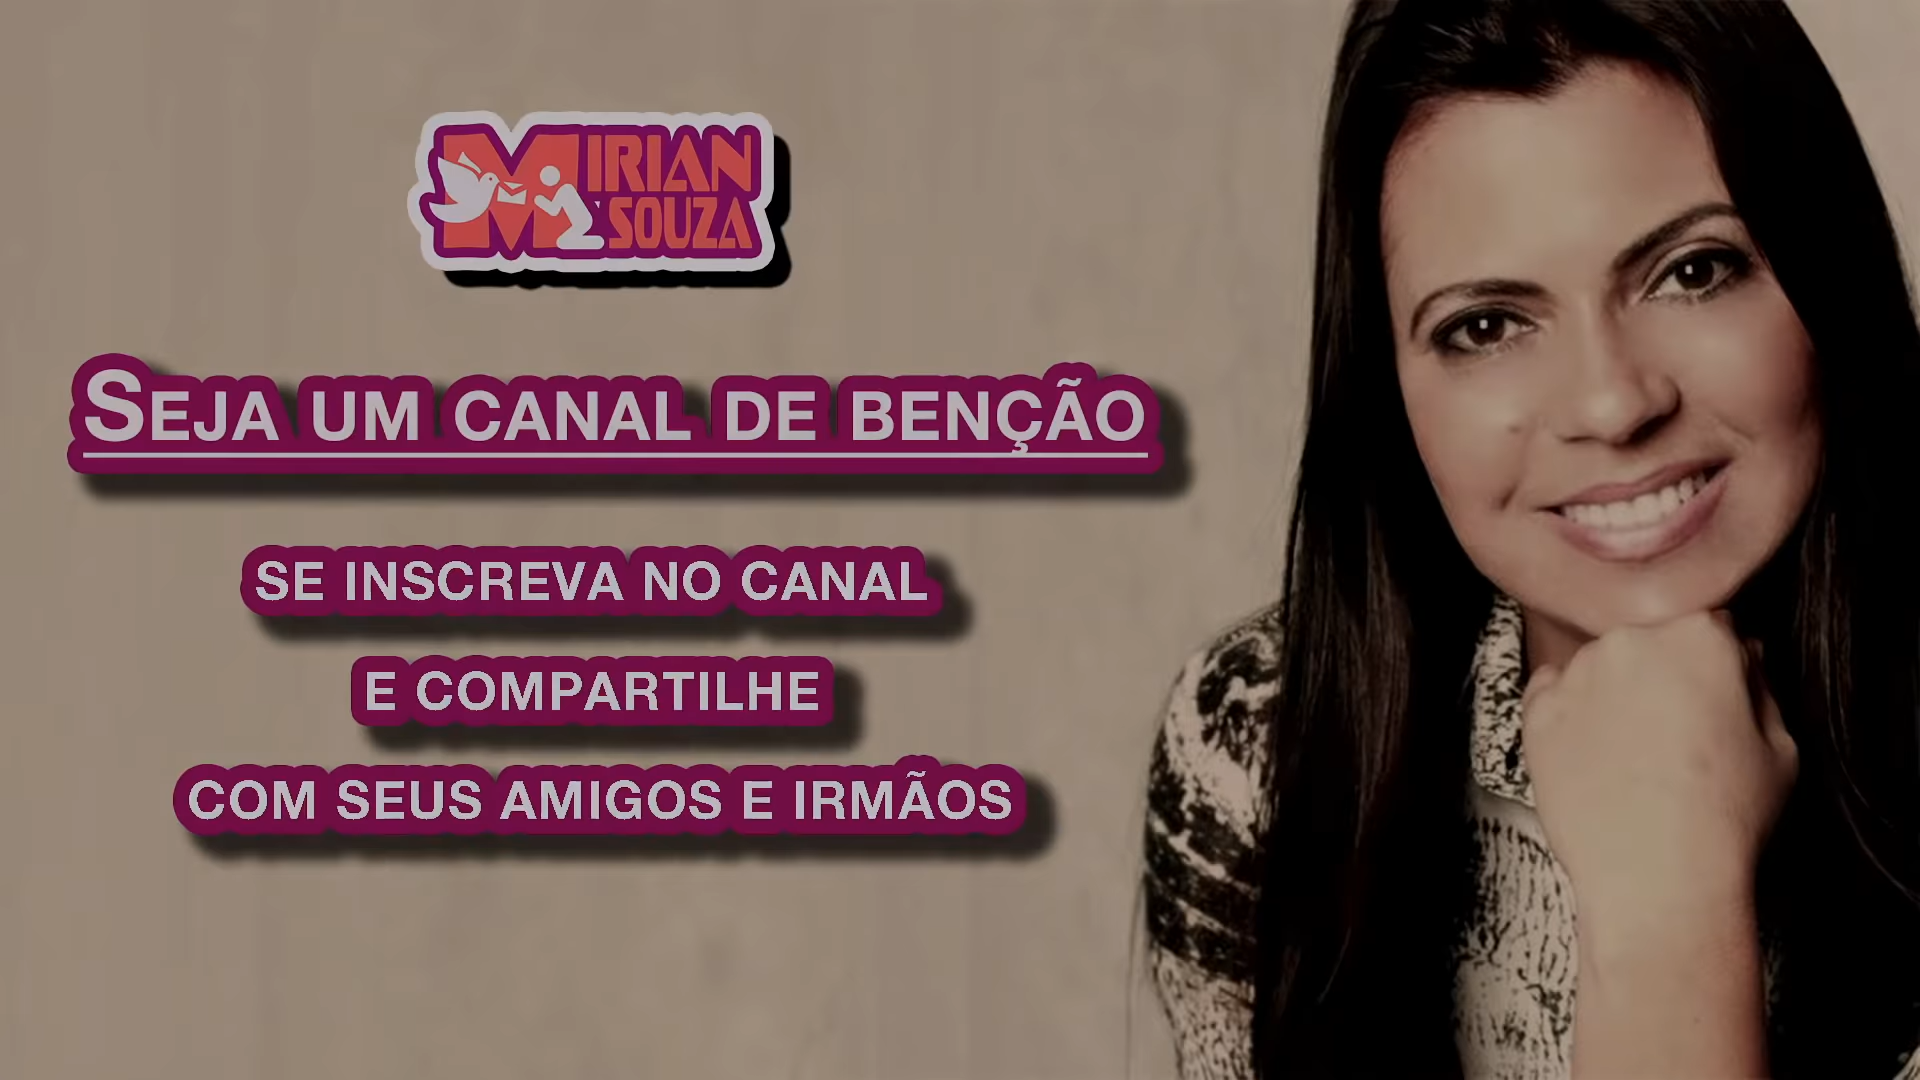 MIRIAN
SOUZA
SEJA UM CANAL DE BENÇÃO
SE INSCREVA NO CANAL
E COMPARTILHE
COM SEUS AMIGOS E IRMÃOS